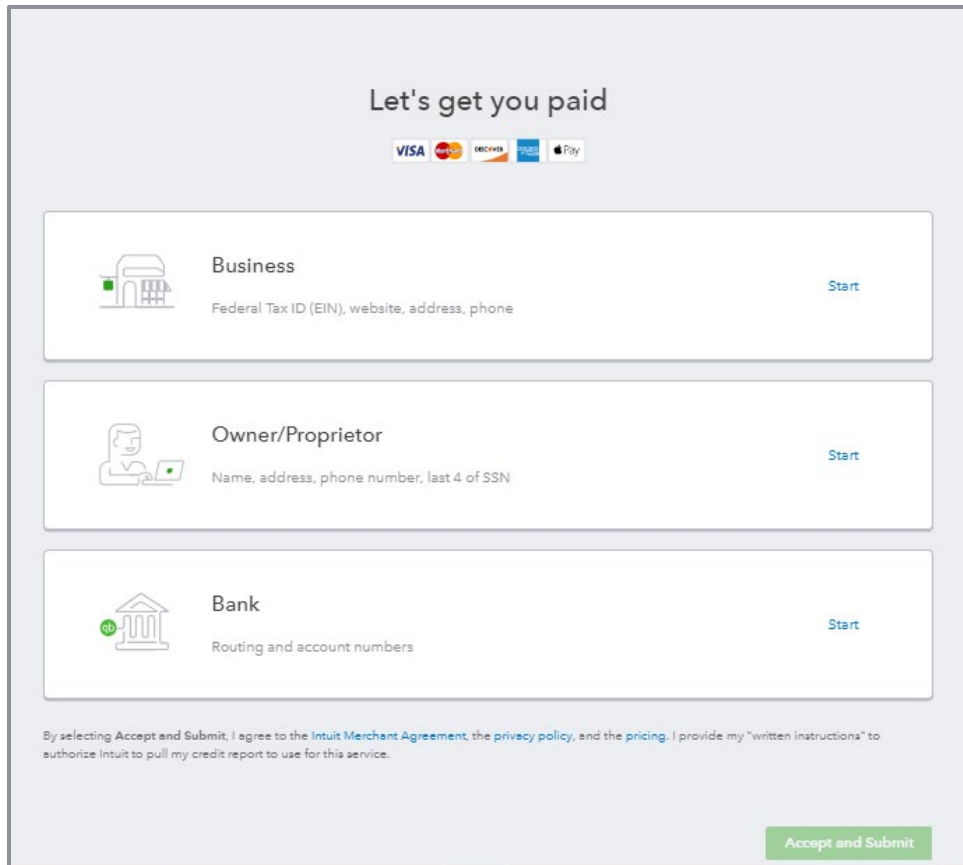 Let's get you paid
VISA DISCOVER Pay
Business
Federal Tax ID (EIN), website, address, phone
Start
Owner/Proprietor
Name, address, phone number, last 4 of SSN
Start
qb
Bank
Routing and account numbers
Start
By selecting Accept and Submit, I agree to the Intuit Merchant Agreement, the privacy policy, and the pricing. I provide my "written instructions" to
authorize Intuit to pull my credit report to use for this service.
Accept and Submit